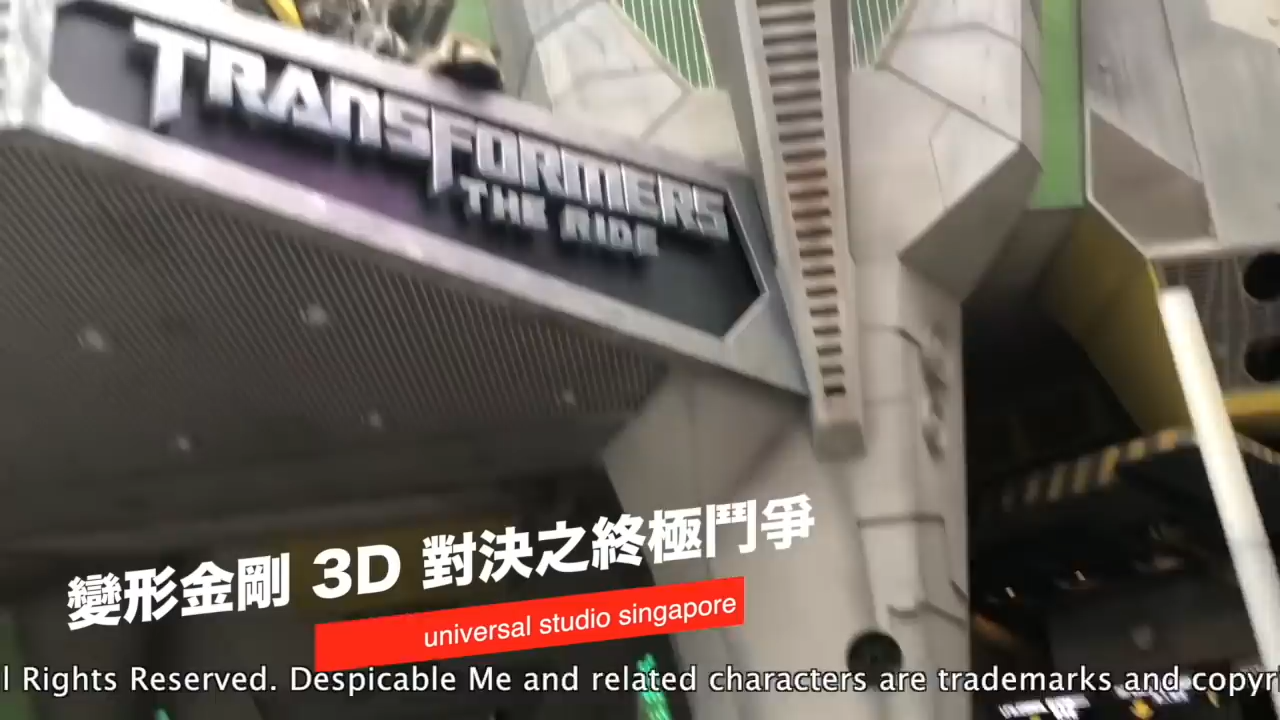 TRANSFORMERS
THE RIDE
變形金剛 3D 對決之終極鬥爭
universal studio singapore
l Rights Reserved. Despicable Me and related characters are trademarks and copyr